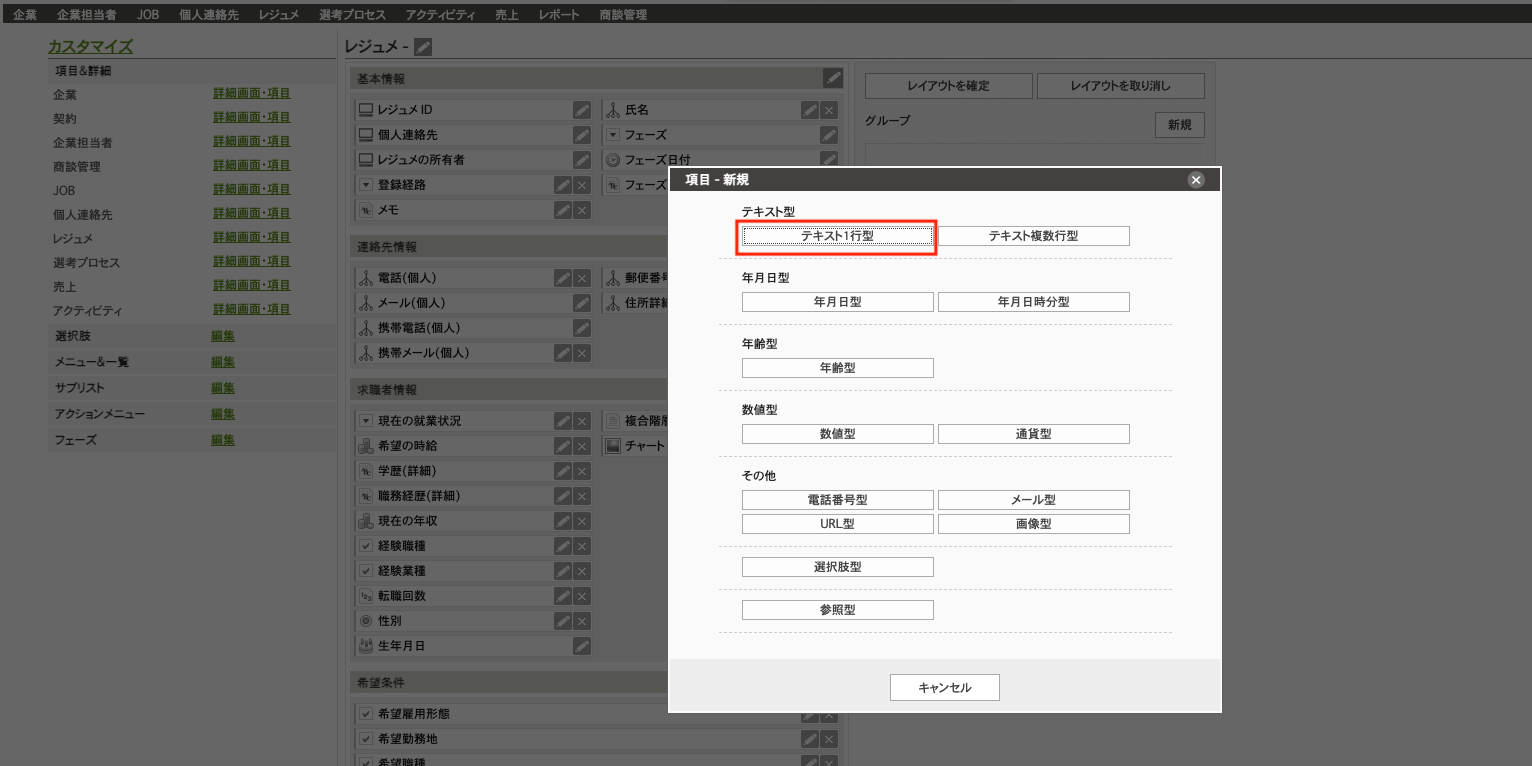 企業 企業担当者 JOB 個人連絡先 レジュメ 選考プロセス アクティビティ 売上 レポート 商談管理
カスタマイズ
項目&詳細
企業 詳細画面・項目
契約 詳細画面・項目
企業担当者 詳細画面・項目
商談管理 詳細画面・項目
JOB 詳細画面・項目
個人連絡先 詳細画面・項目
レジュメ 詳細画面・項目
選考プロセス 詳細画面・項目
売上 詳細画面・項目
アクティビティ 詳細画面・項目
選択肢 編集
メニュー&一覧 編集
サブリスト 編集
アクションメニュー 編集
フェーズ 編集
レジュメ -
基本情報
レジュメ ID 氏名
個人連絡先 フェーズ
レジュメの所有者 フェーズ日付
登録経路 フェーズ
メモ
連絡先情報
電話(個人) 郵便番号
メール(個人) 住所詳細
携帯電話(個人)
携帯メール(個人)
求職者情報
現在の就業状況 複合階層
希望の時給 チャート
学歴(詳細)
職務経歴(詳細)
現在の年収
経験職種
経験業種
転職回数
性別
生年月日
希望条件
希望雇用形態
希望勤務地
希望職種
レイアウトを確定 レイアウトを取り消し
グループ 新規
項目 - 新規
テキスト型
テキスト1行型 テキスト複数行型
年月日型
年月日型 年月日時分型
年齢型
年齢型
数値型
数値型 通貨型
その他
電話番号型 メール型
URL型 画像型
選択肢型
参照型
キャンセル